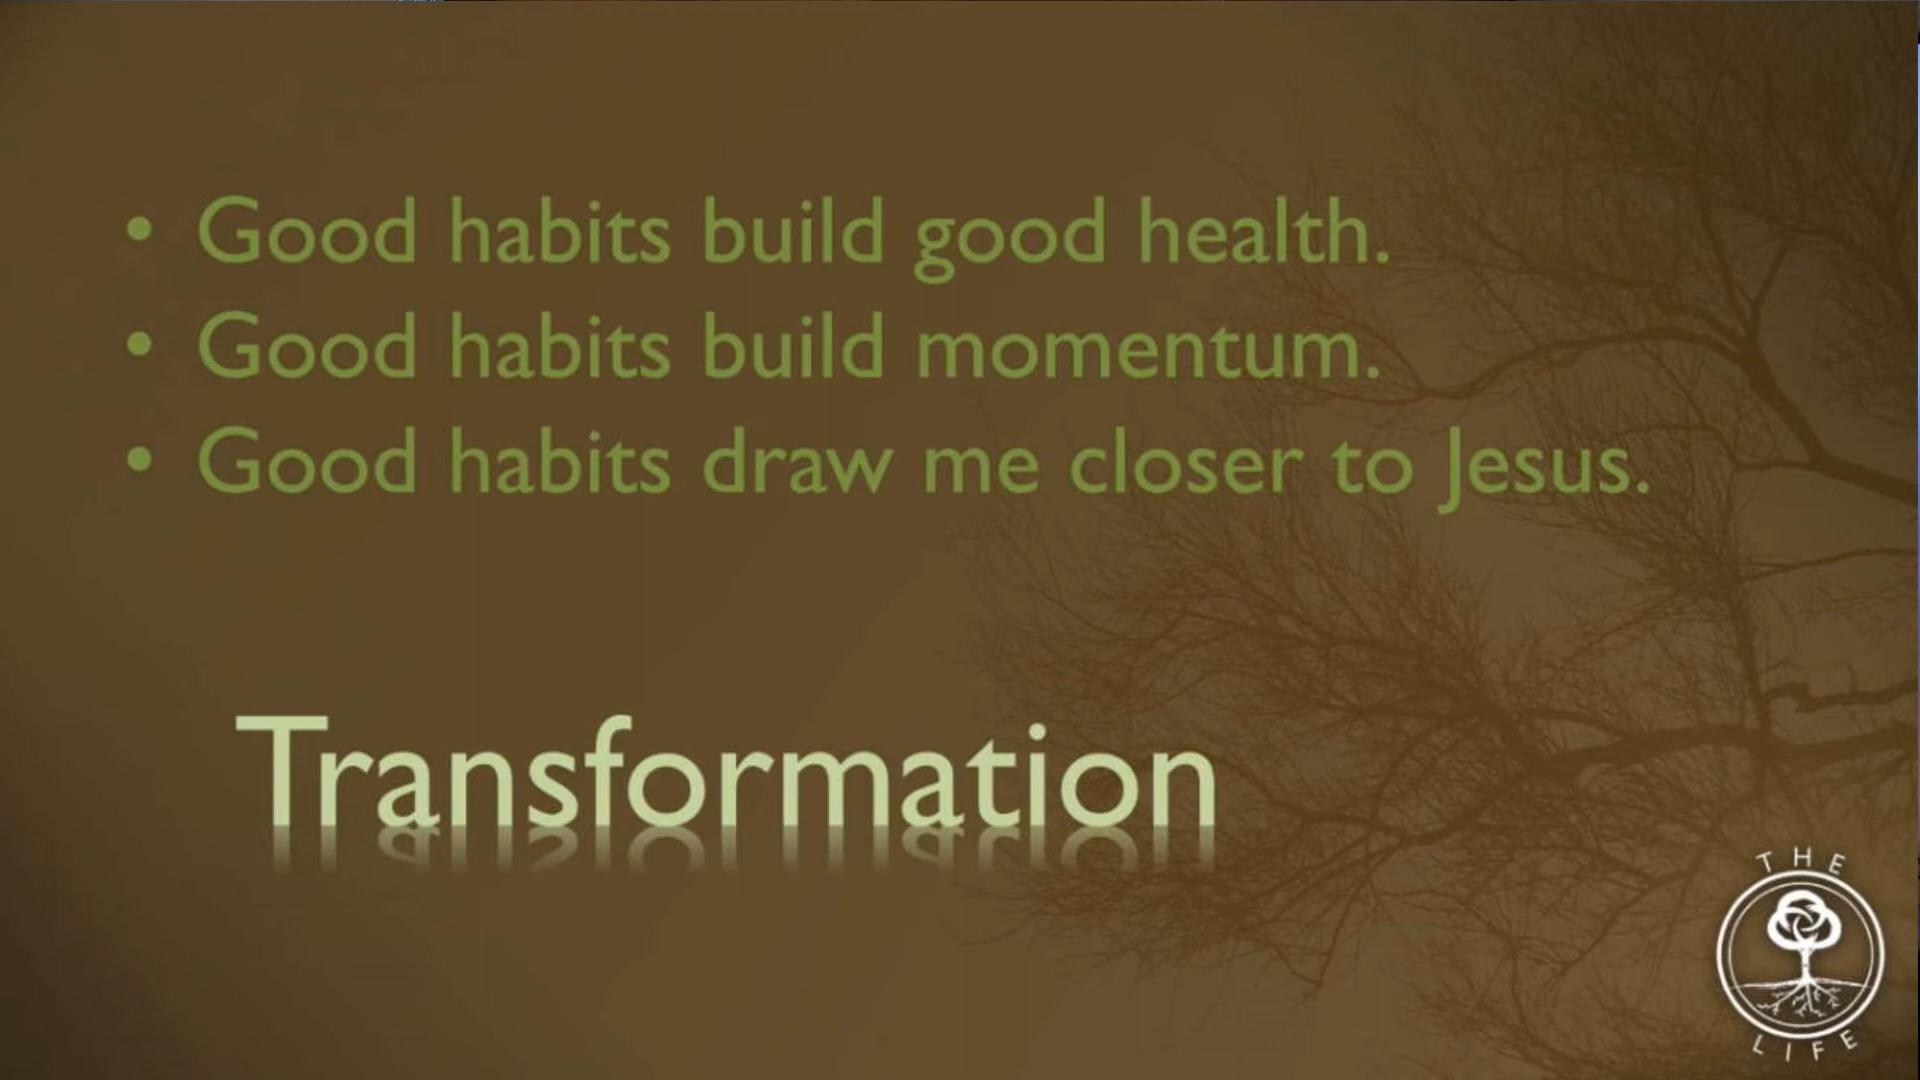 • Good habits build good health.
• Good habits build momentum.
• Good habits draw me closer to Jesus.
Transformation
THE
LIFE